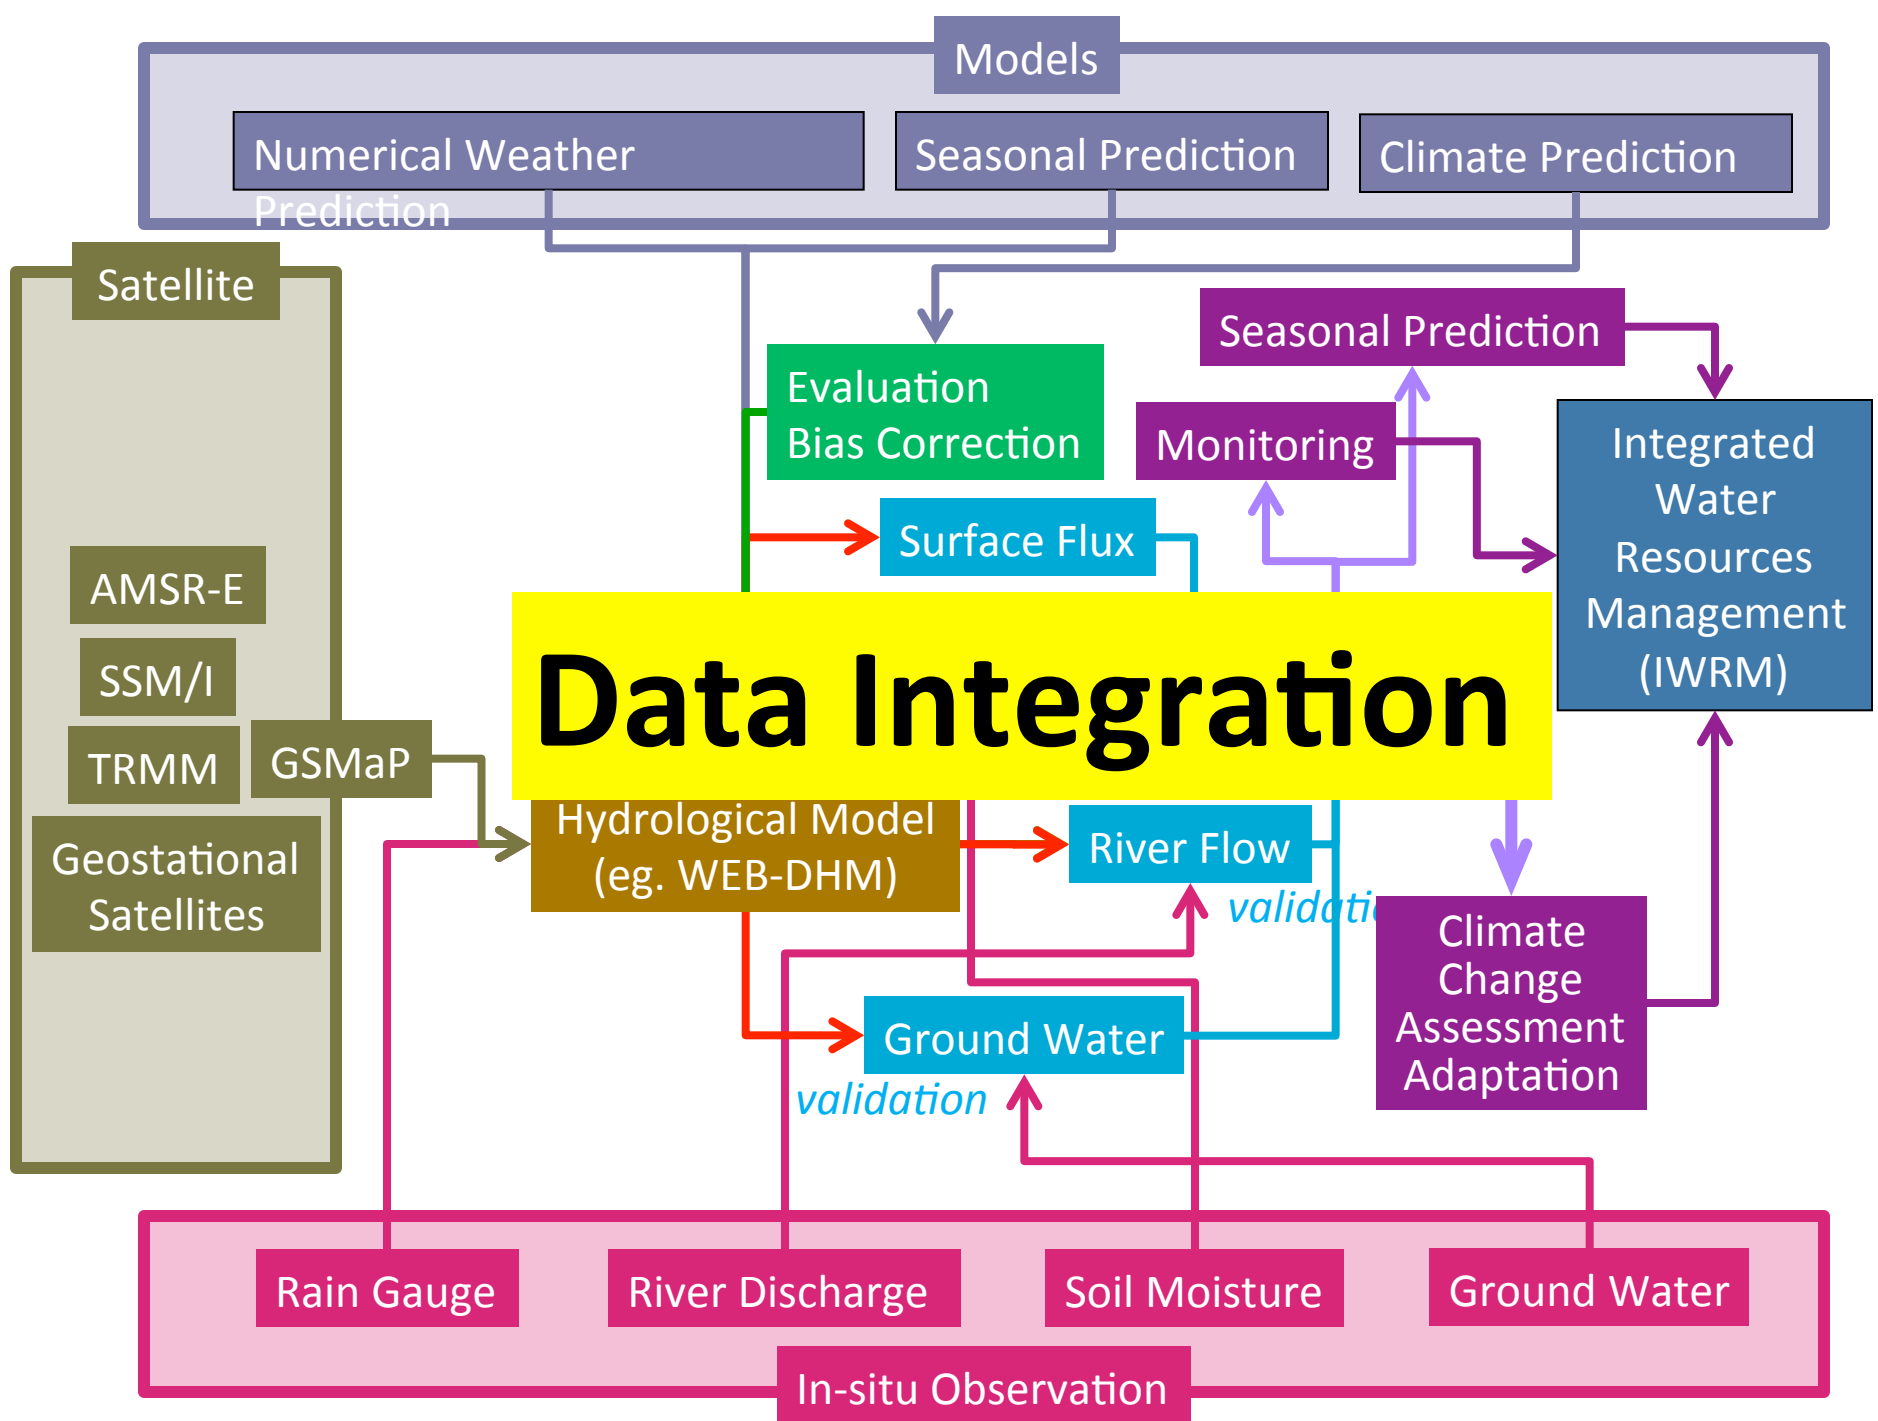 Models
Numerical Weather
Prediction
Seasonal Prediction
Climate Prediction
Satellite
Seasonal Prediction
Evaluation
Bias Correction
Monitoring
Integrated
Water
Resources
Management
(IWRM)
Surface Flux
AMSR-E
SSM/I
TRMM
GSMaP
Geostational
Satellites
Data Integration
Hydrological Model
(eg. WEB-DHM)
River Flow
Climate
Change
Assessment
Adaptation
Ground Water
validation
Rain Gauge
River Discharge
Soil Moisture
Ground Water
In-situ Observation